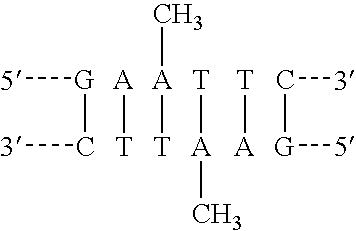 CH₃
5′----G A A T T C---3′
3′----C T T A A G---5′
CH₃